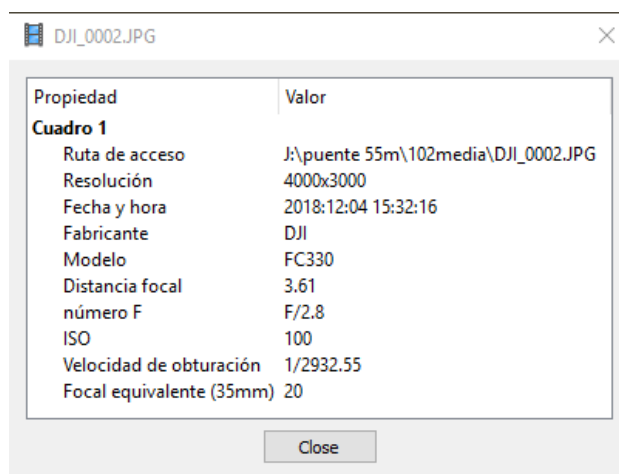 DJI_0002.JPG
Propiedad Valor
Cuadro 1
Ruta de acceso J:\puente 55m\102media\DJI_0002.JPG
Resolución 4000x3000
Fecha y hora 2018:12:04 15:32:16
Fabricante DJI
Modelo FC330
Distancia focal 3.61
número F F/2.8
ISO 100
Velocidad de obturación 1/2932.55
Focal equivalente (35mm) 20
Close